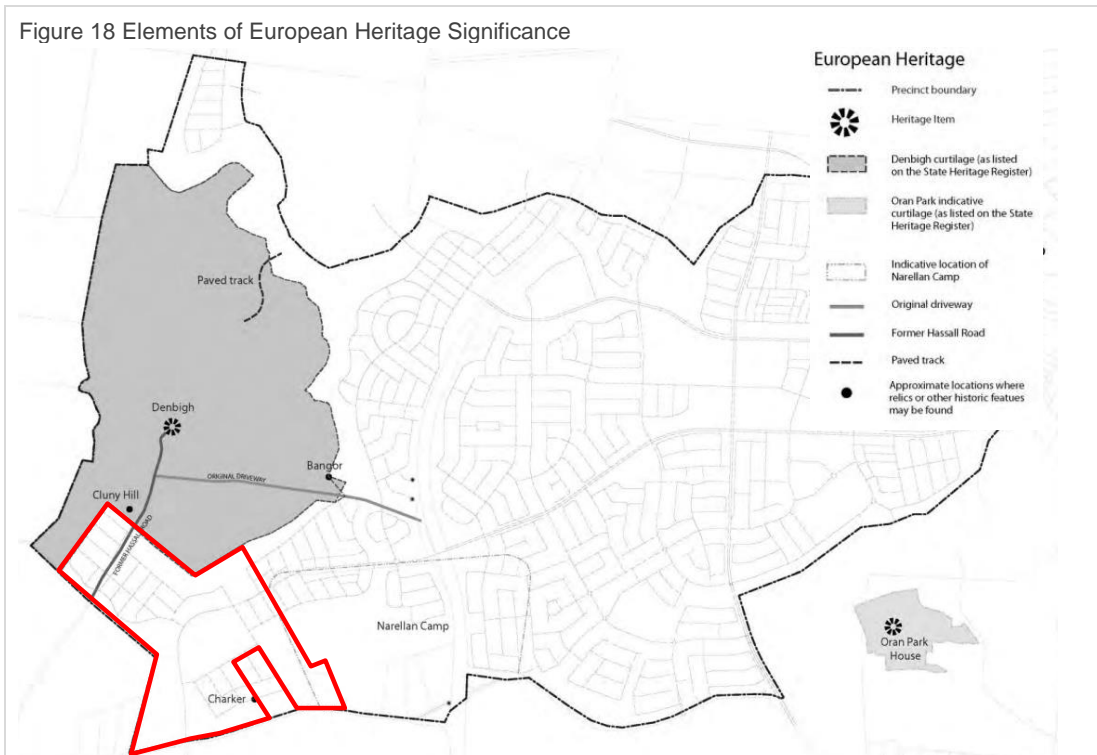 Figure 18 Elements of European Heritage Significance
European Heritage
Precinct boundary
Heritage Item
Denbigh curtilage (as listed
on the State Heritage Register)
Oran Park indicative
curtilage (as listed on the State
Heritage Register)
Indicative location of
Narellan Camp
Original driveway
Former Hassall Road
Paved track
Approximate locations where
relics or other historic featues
may be found
Paved track
Denbigh
Bangor
ORIGINAL DRIVEWAY
Cluny Hill
FORMER HASSALL ROAD
Narellan Camp
Oran Park
House
Charker